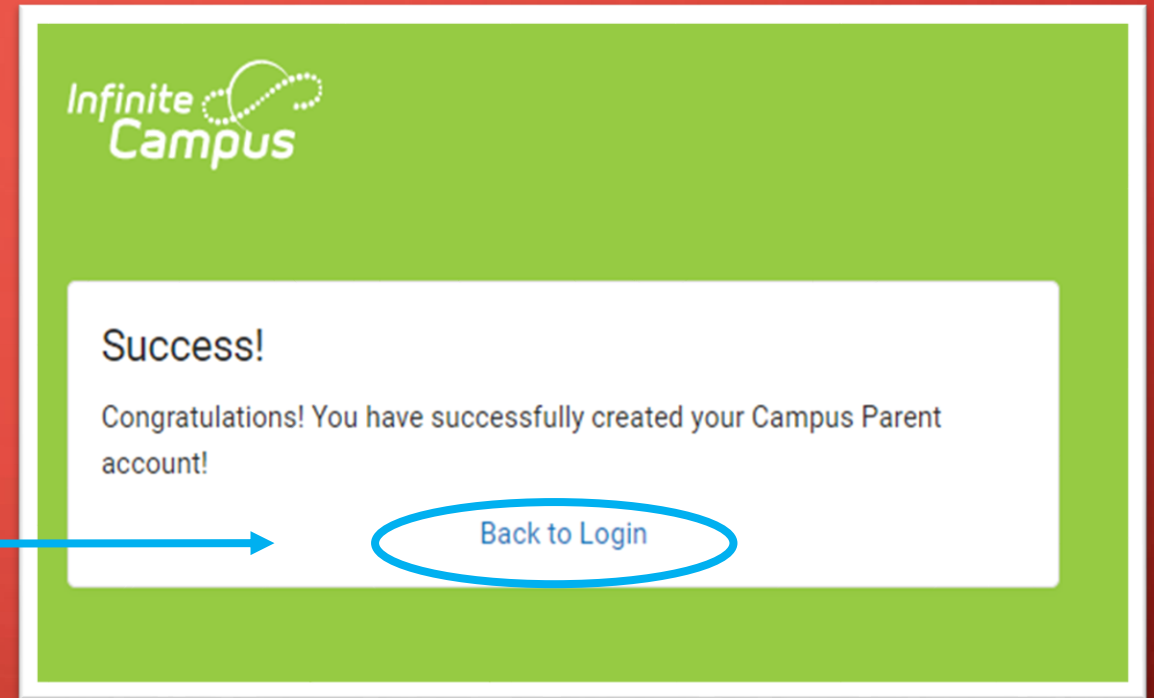 Infinite
Campus
Success!
Congratulations! You have successfully created your Campus Parent
account!
Back to Login